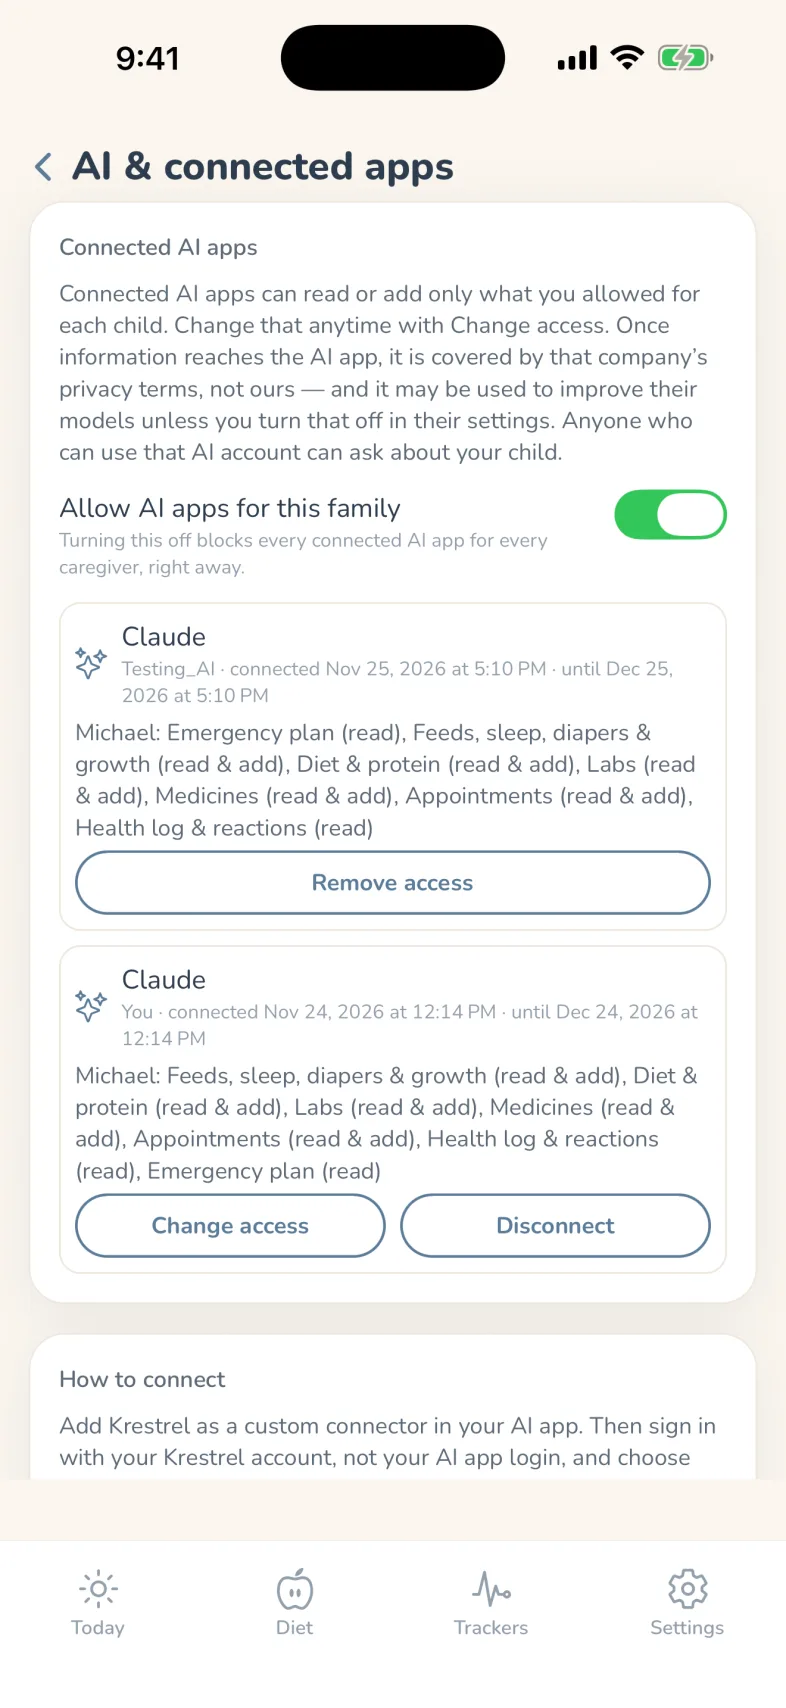 9:41
AI & connected apps
Connected AI apps
Connected AI apps can read or add only what you allowed for
each child. Change that anytime with Change access. Once
information reaches the AI app, it is covered by that company’s
privacy terms, not ours — and it may be used to improve their
models unless you turn that off in their settings. Anyone who
can use that AI account can ask about your child.
Allow AI apps for this family
Turning this off blocks every connected AI app for every
caregiver, right away.
Claude
Testing_AI · connected Nov 25, 2026 at 5:10 PM · until Dec 25,
2026 at 5:10 PM
Michael: Emergency plan (read), Feeds, sleep, diapers &
growth (read & add), Diet & protein (read & add), Labs (read
& add), Medicines (read & add), Appointments (read & add),
Health log & reactions (read)
Remove access
Claude
You · connected Nov 24, 2026 at 12:14 PM · until Dec 24, 2026 at
12:14 PM
Michael: Feeds, sleep, diapers & growth (read & add), Diet &
protein (read & add), Labs (read & add), Medicines (read &
add), Appointments (read & add), Health log & reactions
(read), Emergency plan (read)
Change access
Disconnect
How to connect
Add Krestrel as a custom connector in your AI app. Then sign in
with your Krestrel account, not your AI app login, and choose
Today
Diet
Trackers
Settings